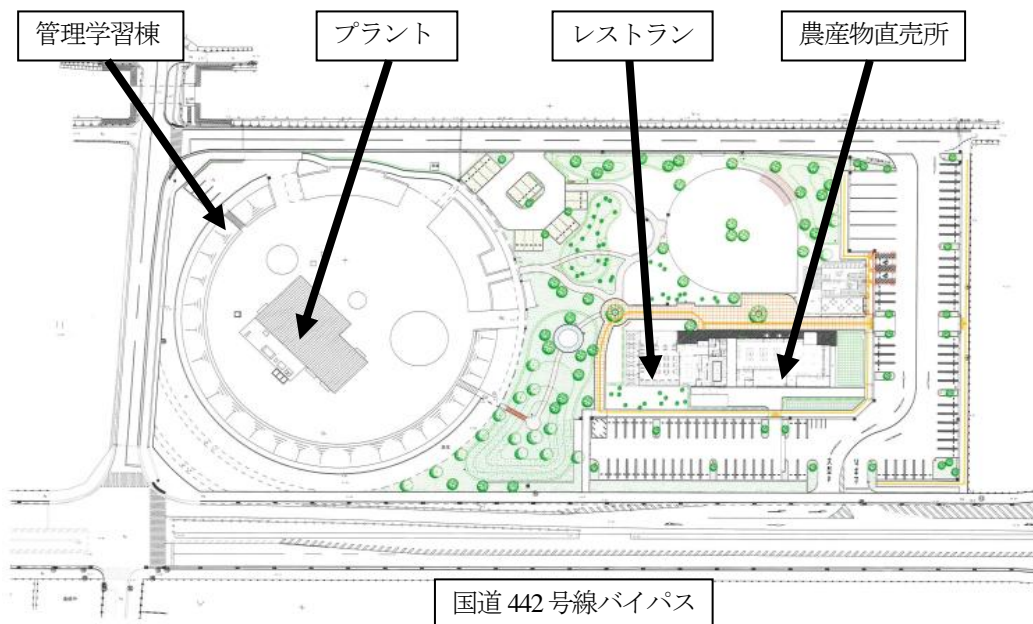 管理学習棟
プラント
レストラン
農産物直売所
国道 442 号線バイパス